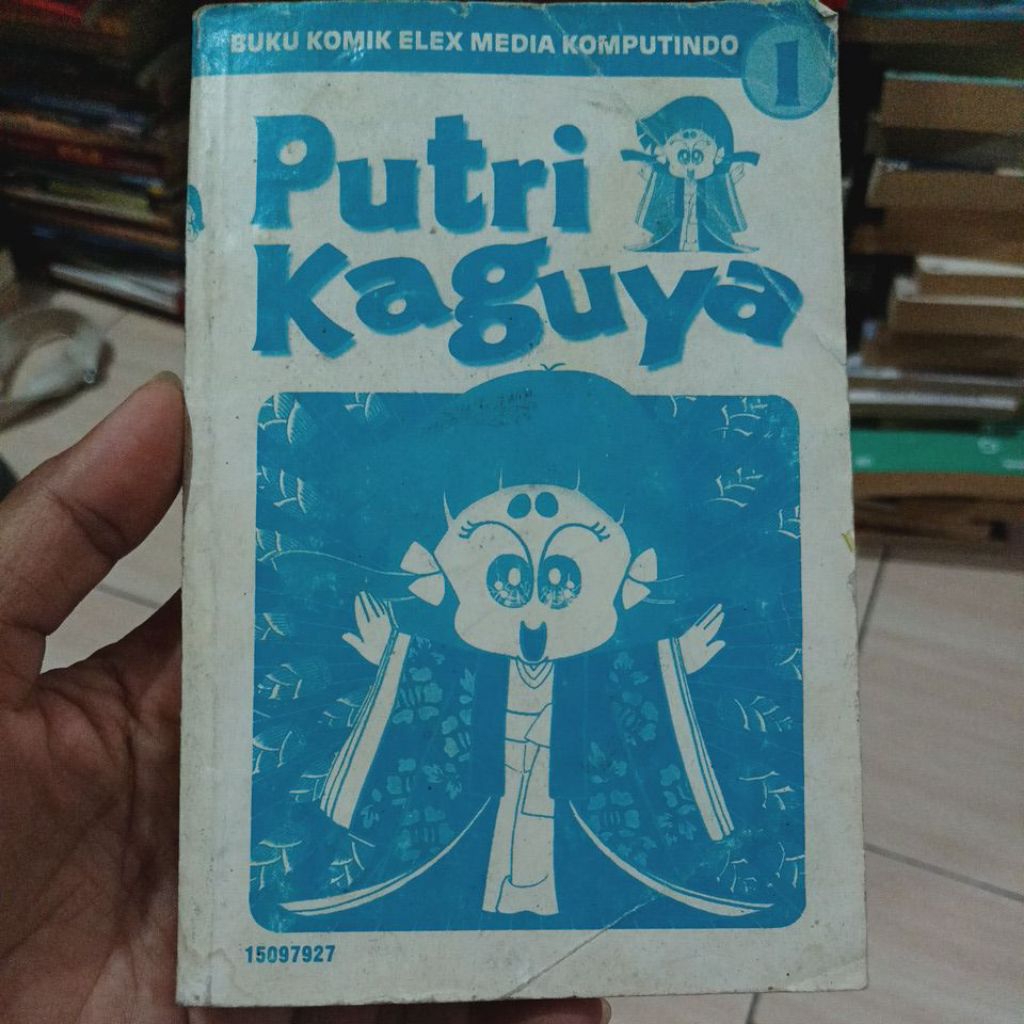 BUKU KOMIK ELEX MEDIA KOMPUTINDO
1
Putri
Kaguya
15097927